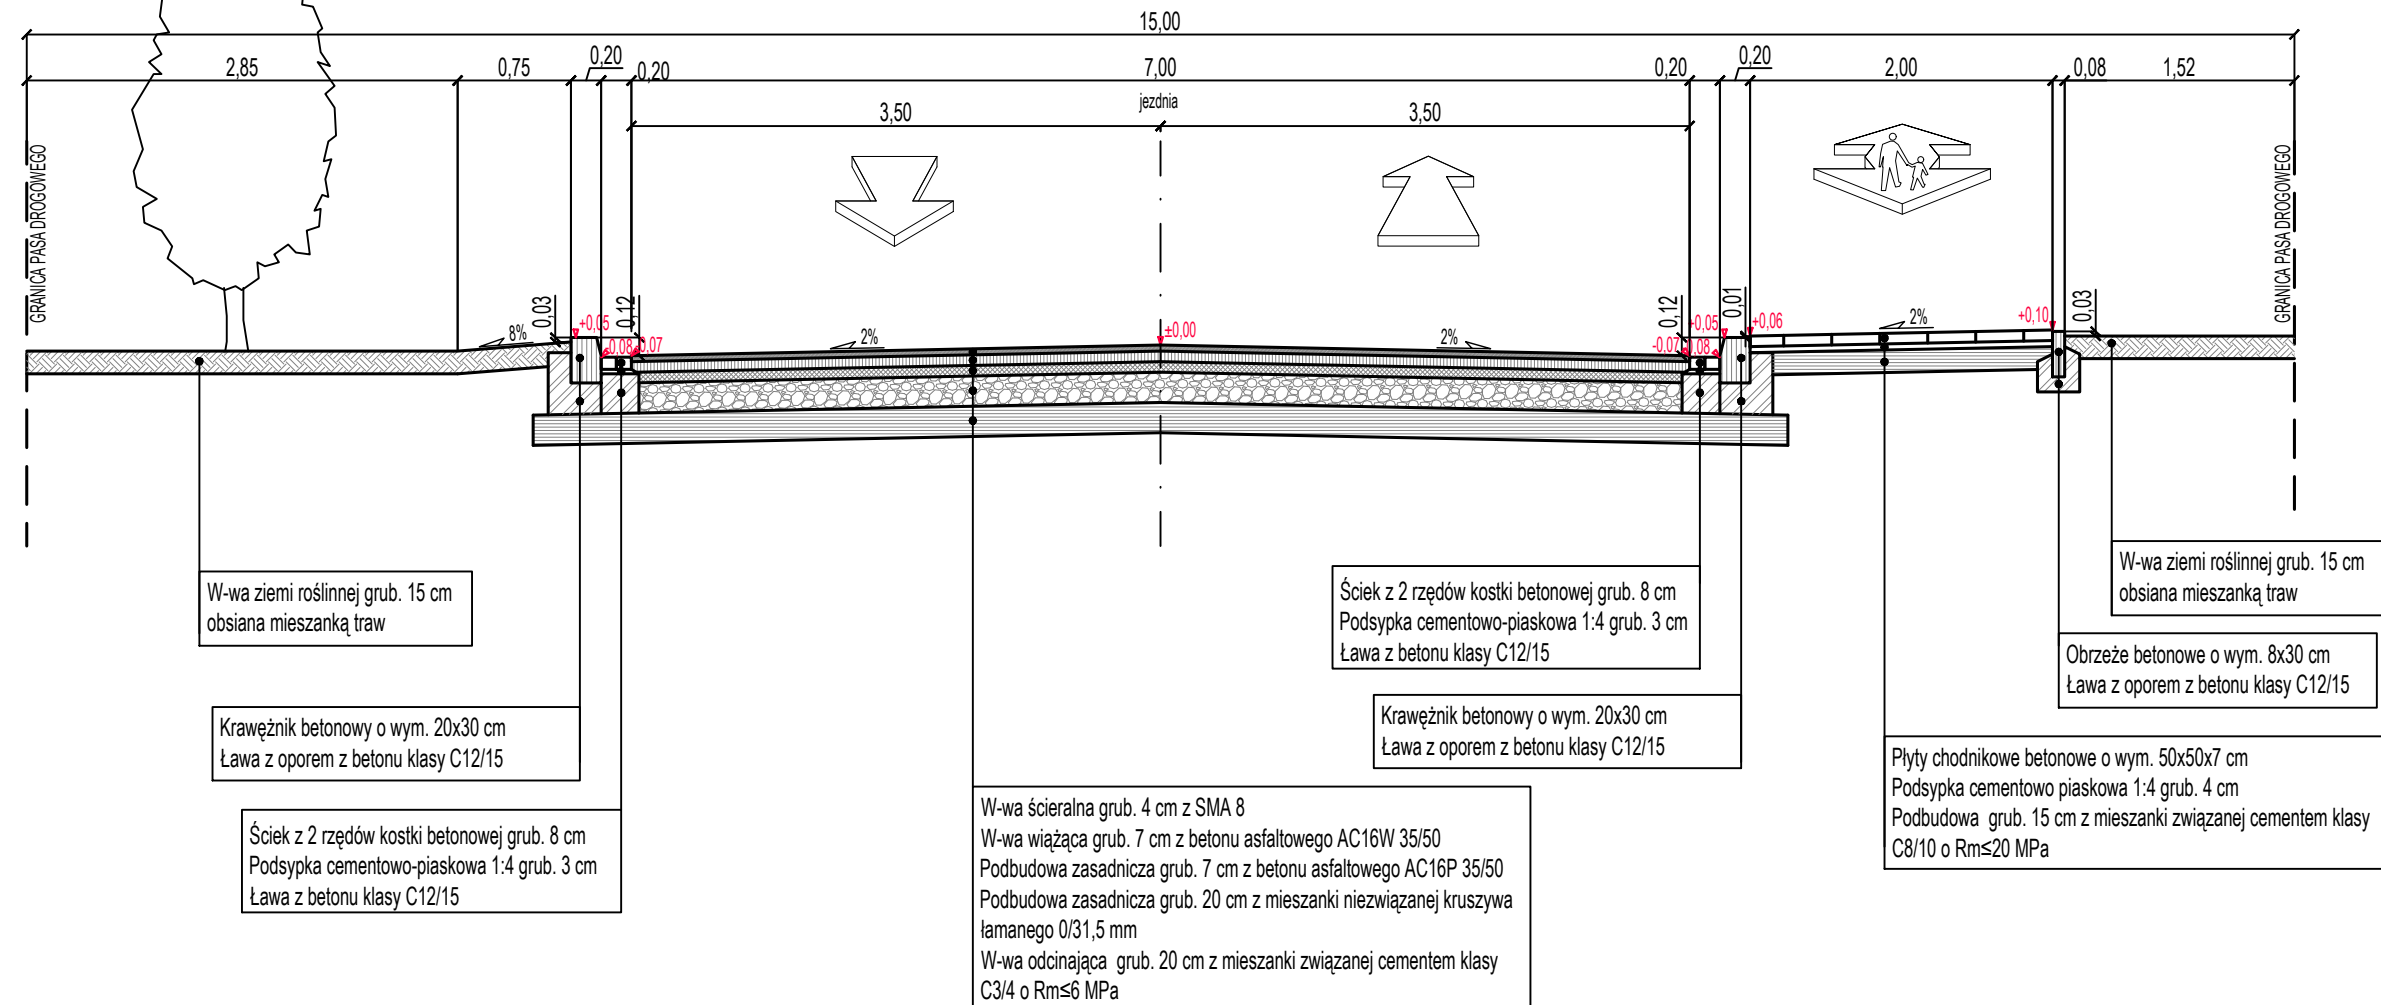 15,00
2,85
0,75
0,20
0,20
7,00
0,20
0,20
2,00
0,08
1,52
jezdnia
3,50
3,50
GRANICA PASA DROGOWEGO
GRANICA PASA DROGOWEGO
8%
0,03
+0,05
0,12
-0,08
-0,07
2%
±0,00
2%
0,12
-0,07
+0,05
-0,08
0,01
+0,06
2%
+0,10
0,03
W-wa ziemi roślinnej grub. 15 cm
obsiana mieszanką traw
Krawężnik betonowy o wym. 20x30 cm
Ława z oporem z betonu klasy C12/15
Ściek z 2 rzędów kostki betonowej grub. 8 cm
Podsypka cementowo-piaskowa 1:4 grub. 3 cm
Ława z betonu klasy C12/15
W-wa ścieralna grub. 4 cm z SMA 8
W-wa wiążąca grub. 7 cm z betonu asfaltowego AC16W 35/50
Podbudowa zasadnicza grub. 7 cm z betonu asfaltowego AC16P 35/50
Podbudowa zasadnicza grub. 20 cm z mieszanki niezwiązanej kruszywa
łamanego 0/31,5 mm
W-wa odcinająca grub. 20 cm z mieszanki związanej cementem klasy
C3/4 o Rm≤6 MPa
Ściek z 2 rzędów kostki betonowej grub. 8 cm
Podsypka cementowo-piaskowa 1:4 grub. 3 cm
Ława z betonu klasy C12/15
Krawężnik betonowy o wym. 20x30 cm
Ława z oporem z betonu klasy C12/15
W-wa ziemi roślinnej grub. 15 cm
obsiana mieszanką traw
Obrzeże betonowe o wym. 8x30 cm
Ława z oporem z betonu klasy C12/15
Płyty chodnikowe betonowe o wym. 50x50x7 cm
Podsypka cementowo piaskowa 1:4 grub. 4 cm
Podbudowa grub. 15 cm z mieszanki związanej cementem klasy
C8/10 o Rm≤20 MPa